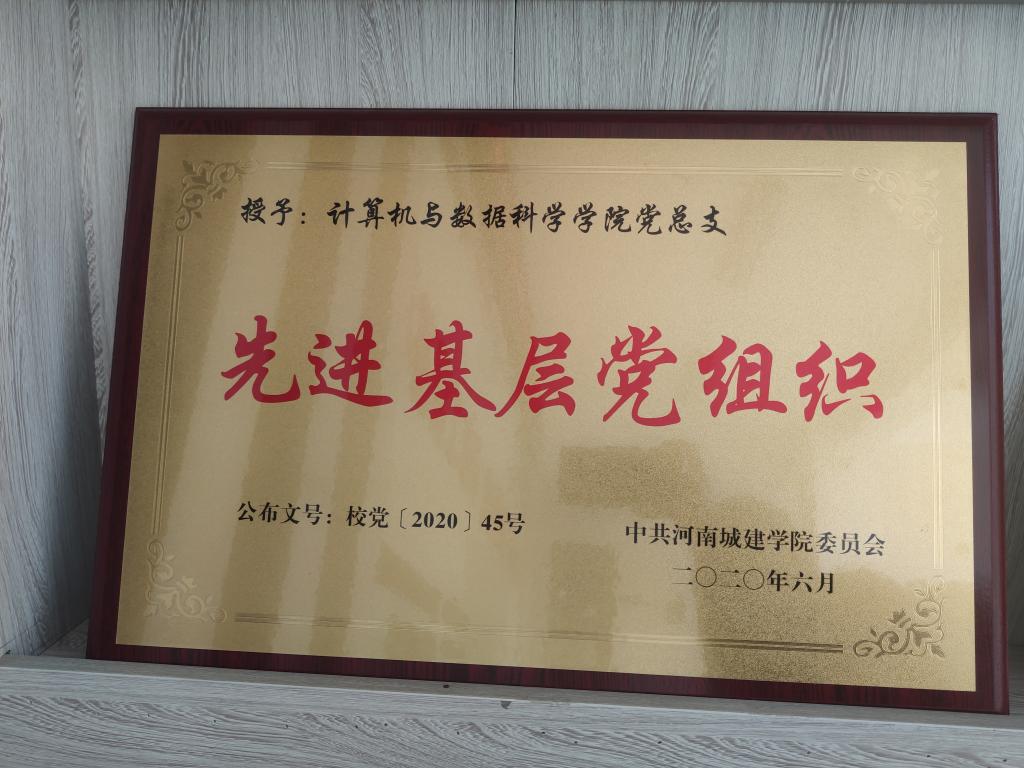 授予：计算机与数据科学学院党总支
先进基层党组织
公布文号：校党〔2020〕45号
中共河南城建学院委员会
二〇二〇年六月